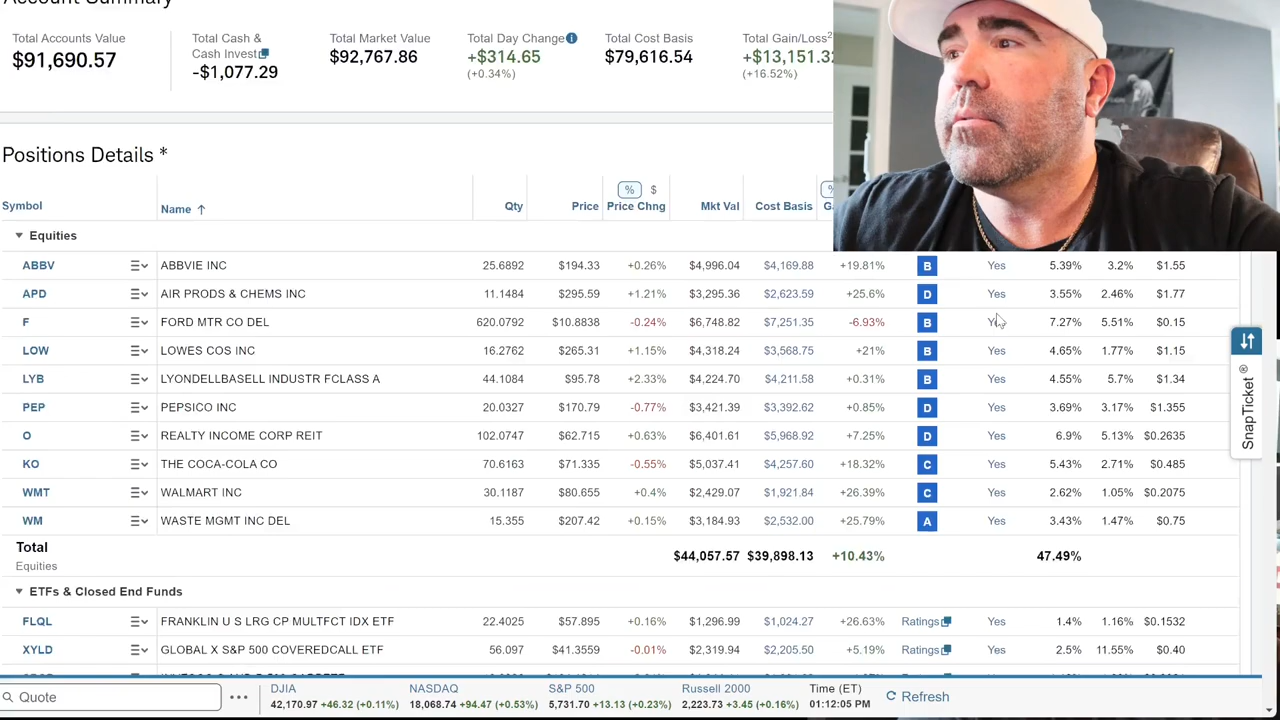 Account Summary
Total Accounts Value
$91,690.57
Total Cash &
Cash Invest
-$1,077.29
Total Market Value
$92,767.86
Total Day Change
+$314.65
(+0.34%)
Total Cost Basis
$79,616.54
Total Gain/Loss
+$13,151.32
(+16.52%)
Positions Details *
% $ %
Symbol Name ↑ Qty Price Price Chng Mkt Val Cost Basis
Equities
ABBV ABBVIE INC 25.6892 $194.33 +0.26% $4,996.04 $4,169.88 +19.81% B Yes 5.39% 3.2% $1.55
APD AIR PRODS & CHEMS INC 11.1484 $295.59 +1.21% $3,295.36 $2,623.59 +25.6% D Yes 3.55% 2.46% $1.77
F FORD MTR CO DEL 620.0792 $10.8838 -0.24% $6,748.82 $7,251.35 -6.93% B 7.27% 5.51% $0.15
LOW LOWES COS INC 16.2762 $265.31 +1.15% $4,318.24 $3,568.75 +21% B Yes 4.65% 1.77% $1.15
LYB LYONDELLBASELL INDUSTR FCLASS A 44.1084 $95.78 +2.33% $4,224.70 $4,211.58 +0.31% B Yes 4.55% 5.7% $1.34
PEP PEPSICO INC 20.0327 $170.79 -0.77% $3,421.39 $3,392.62 +0.85% D Yes 3.69% 3.17% $1.355
O REALTY INCOME CORP REIT 102.0747 $62.715 +0.63% $6,401.61 $5,968.92 +7.25% D Yes 6.9% 5.13% $0.2635
KO THE COCA-COLA CO 70.6163 $71.335 -0.55% $5,037.41 $4,257.60 +18.32% C Yes 5.43% 2.71% $0.485
WMT WALMART INC 30.1187 $80.655 +0.4% $2,429.07 $1,921.84 +26.39% C Yes 2.62% 1.05% $0.2075
WM WASTE MGMT INC DEL 15.355 $207.42 +0.15% $3,184.93 $2,532.00 +25.79% A Yes 3.43% 1.47% $0.75
Total
Equities
$44,057.57 $39,898.13 +10.43% 47.49%
ETFs & Closed End Funds
FLQL FRANKLIN U S LRG CP MULTFCT IDX ETF 22.4025 $57.895 +0.16% $1,296.99 $1,024.27 +26.63% Ratings Yes 1.4% 1.16% $0.1532
XYLD GLOBAL X S&P 500 COVEREDCALL ETF 56.097 $41.3559 -0.01% $2,319.94 $2,205.50 +5.19% Ratings Yes 2.5% 11.55% $0.40
SnapTicket®
Quote
DJIA
42,170.97 +46.32 (+0.11%)
NASDAQ
18,068.74 +94.47 (+0.53%)
S&P 500
5,731.70 +13.13 (+0.23%)
Russell 2000
2,223.73 +3.45 (+0.16%)
Time (ET)
01:12:05 PM
Refresh